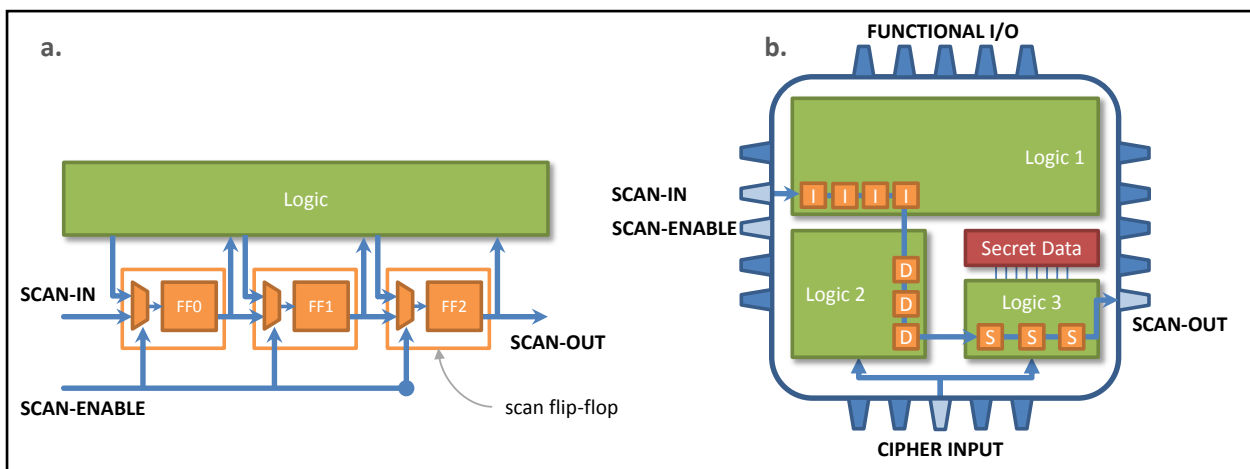 a.
Logic
SCAN-IN
FF0
FF1
FF2
SCAN-OUT
SCAN-ENABLE
scan flip-flop
b.
FUNCTIONAL I/O
Logic 1
SCAN-IN
I I I I
SCAN-ENABLE
Secret Data
Logic 2
D
D
D
Logic 3
S S S
SCAN-OUT
CIPHER INPUT